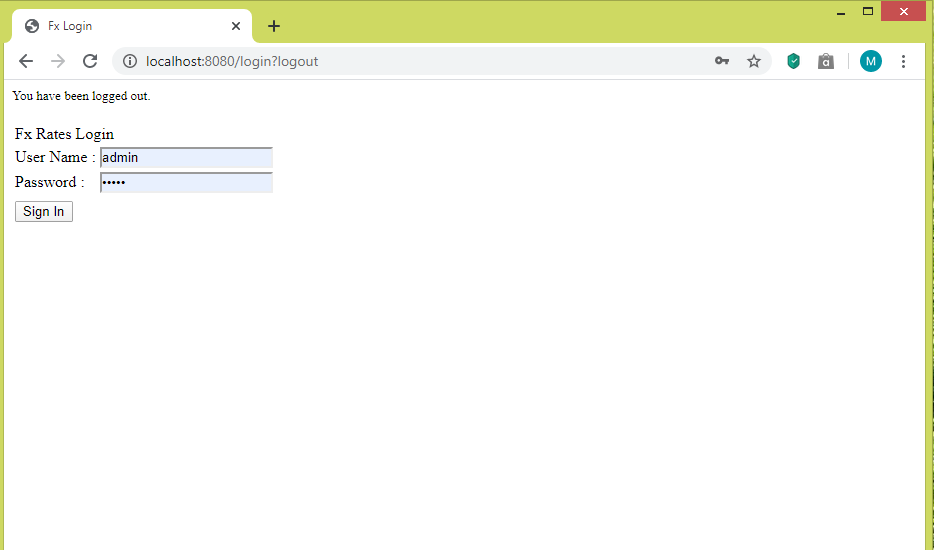 Fx Login
localhost:8080/login?logout
M
You have been logged out.
Fx Rates Login
User Name : admin
Password : •••••
Sign In